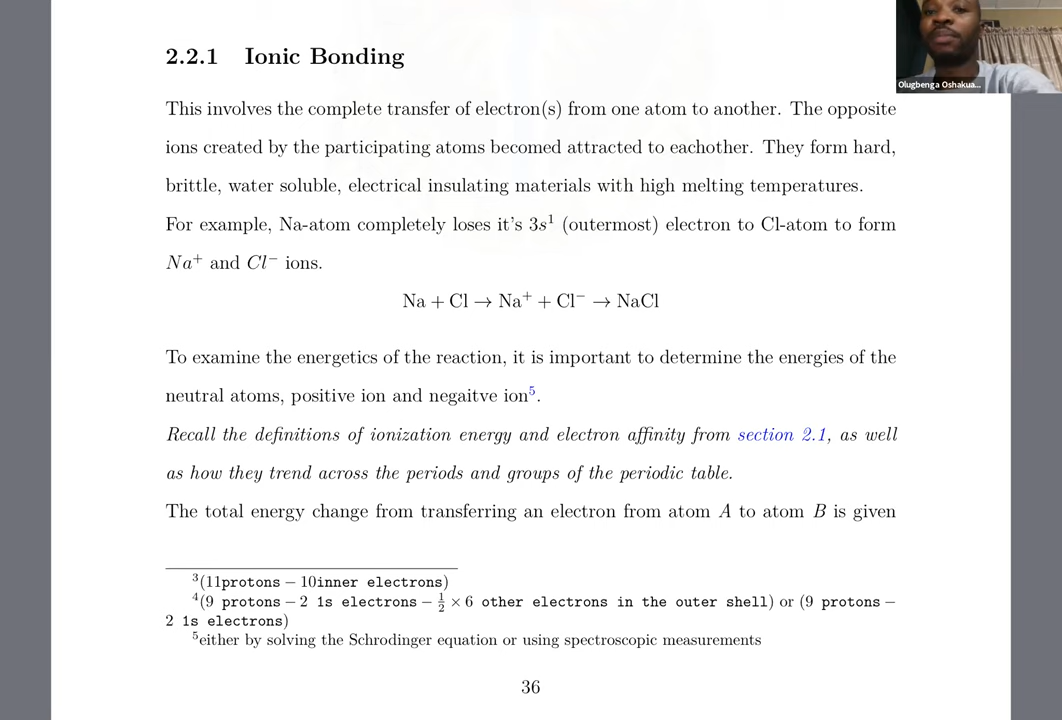 2.2.1 Ionic Bonding
Olugbenga Oshakua...
This involves the complete transfer of electron(s) from one atom to another. The opposite
ions created by the participating atoms becomed attracted to eachother. They form hard,
brittle, water soluble, electrical insulating materials with high melting temperatures.
For example, Na-atom completely loses it's 3s¹ (outermost) electron to Cl-atom to form
Na⁺ and Cl⁻ ions.
Na + Cl → Na⁺ + Cl⁻ → NaCl
To examine the energetics of the reaction, it is important to determine the energies of the
neutral atoms, positive ion and negaitve ion⁵.
Recall the definitions of ionization energy and electron affinity from section 2.1, as well
as how they trend across the periods and groups of the periodic table.
The total energy change from transferring an electron from atom A to atom B is given
³(11protons − 10inner electrons)
⁴(9 protons − 2 1s electrons − ½ × 6 other electrons in the outer shell) or (9 protons −
2 1s electrons)
⁵either by solving the Schrodinger equation or using spectroscopic measurements
36